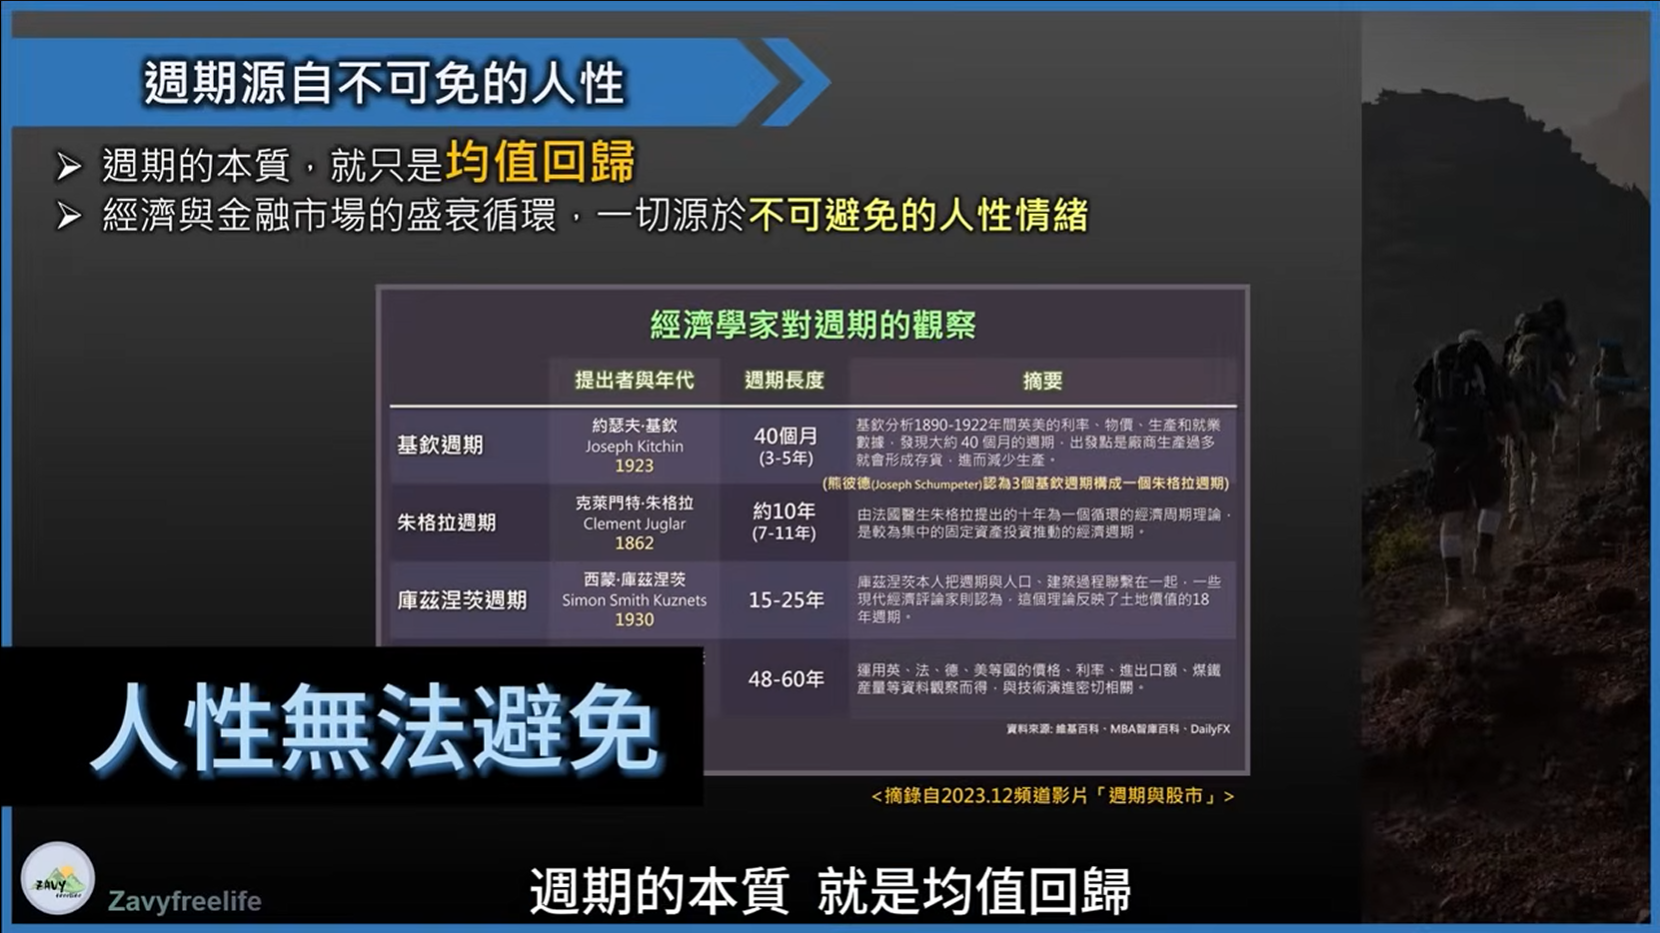 週期源自不可免的人性
➢ 週期的本質，就只是均值回歸
➢ 經濟與金融市場的盛衰循環，一切源於不可避免的人性情緒
經濟學家對週期的觀察
提出者與年代 週期長度 摘要
基欽週期
約瑟夫·基欽
Joseph Kitchin
1923
40個月
(3-5年)
基欽分析1890-1922年間英美的利率、物價、生產和就業
數據，發現大約 40 個月的週期，出發點是廠商生產過多
就會形成存貨，進而減少生產。
(熊彼德(Joseph Schumpeter)認為3個基欽週期構成一個朱格拉週期)
朱格拉週期
克萊門特·朱格拉
Clement Juglar
1862
約10年
(7-11年)
由法國醫生朱格拉提出的十年為一個循環的經濟周期理論，
是較為集中的固定資產投資推動的經濟週期。
庫茲涅茨週期
西蒙·庫茲涅茨
Simon Smith Kuznets
1930
15-25年
庫茲涅茨本人把週期與人口、建築過程聯繫在一起，一些
現代經濟評論家則認為，這個理論反映了土地價值的18
年週期。
48-60年
運用英、法、德、美等國的價格、利率、進出口額、煤鐵
產量等資料觀察而得，與技術演進密切相關。
資料來源: 維基百科、MBA智庫百科、DailyFX
人性無法避免
<摘錄自2023.12頻道影片「週期與股市」>
ZAVY
freelife
Zavyfreelife
週期的本質 就是均值回歸